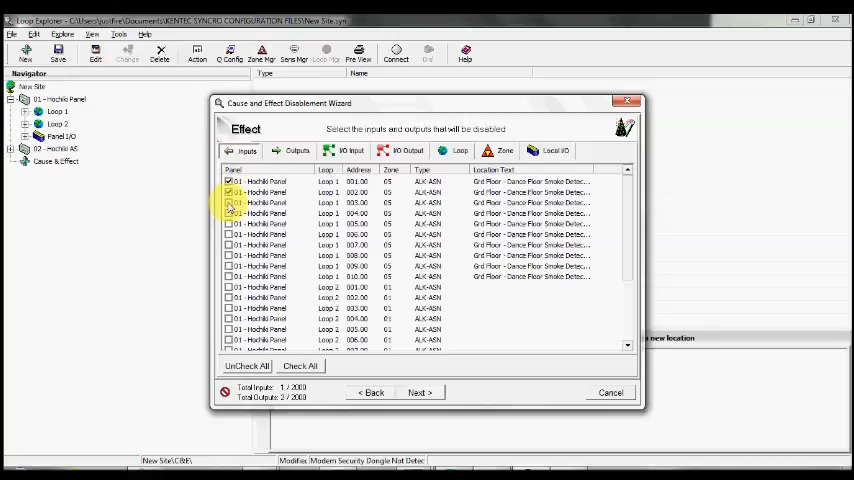 Loop Explorer - C:\Users\justfire\Documents\KENTEC SYNCRO CONFIGURATION FILES\New Site.syn
File Edit Explore View Tools Help
New Save Edit Change Delete Action Q Config Zone Mgr Sens Mgr Loop Mgr Pre View Connect Dial Help
Navigator
Type Name
New Site
01 - Hochiki Panel
Loop 1
Loop 2
Panel I/O
02 - Hochiki AS
Cause & Effect
Cause and Effect Disablement Wizard
Effect
Select the inputs and outputs that will be disabled
Inputs Outputs I/O Input I/O Output Loop Zone Local I/O
Panel Loop Address Zone Type Location Text
01 - Hochiki Panel Loop 1 001.00 05 ALK-ASN Grd Floor - Dance Floor Smoke Detec...
01 - Hochiki Panel Loop 1 002.00 05 ALK-ASN Grd Floor - Dance Floor Smoke Detec...
01 - Hochiki Panel Loop 1 003.00 05 ALK-ASN Grd Floor - Dance Floor Smoke Detec...
01 - Hochiki Panel Loop 1 004.00 05 ALK-ASN Grd Floor - Dance Floor Smoke Detec...
01 - Hochiki Panel Loop 1 005.00 05 ALK-ASN Grd Floor - Dance Floor Smoke Detec...
01 - Hochiki Panel Loop 1 006.00 05 ALK-ASN Grd Floor - Dance Floor Smoke Detec...
01 - Hochiki Panel Loop 1 007.00 05 ALK-ASN Grd Floor - Dance Floor Smoke Detec...
01 - Hochiki Panel Loop 1 008.00 05 ALK-ASN Grd Floor - Dance Floor Smoke Detec...
01 - Hochiki Panel Loop 1 009.00 05 ALK-ASN Grd Floor - Dance Floor Smoke Detec...
01 - Hochiki Panel Loop 1 010.00 05 ALK-ASN Grd Floor - Dance Floor Smoke Detec...
01 - Hochiki Panel Loop 2 001.00 01 ALK-ASN
01 - Hochiki Panel Loop 2 002.00 01 ALK-ASN
01 - Hochiki Panel Loop 2 003.00 01 ALK-ASN
01 - Hochiki Panel Loop 2 004.00 01 ALK-ASN
01 - Hochiki Panel Loop 2 005.00 01 ALK-ASN
01 - Hochiki Panel Loop 2 006.00 01 ALK-ASN
a new location
UnCheck All Check All
Total Inputs: 1 / 2000
Total Outputs: 2 / 2000
< Back Next > Cancel
New Site\C&E\ Modified Modem Security Dongle Not Detec